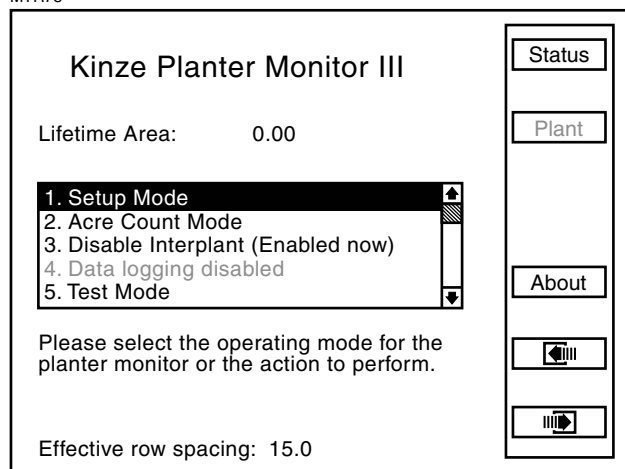 Kinze Planter Monitor III
Lifetime Area: 0.00
1. Setup Mode
2. Acre Count Mode
3. Disable Interplant (Enabled now)
4. Data logging disabled
5. Test Mode
Please select the operating mode for the
planter monitor or the action to perform.
Effective row spacing: 15.0
Status
Plant
About